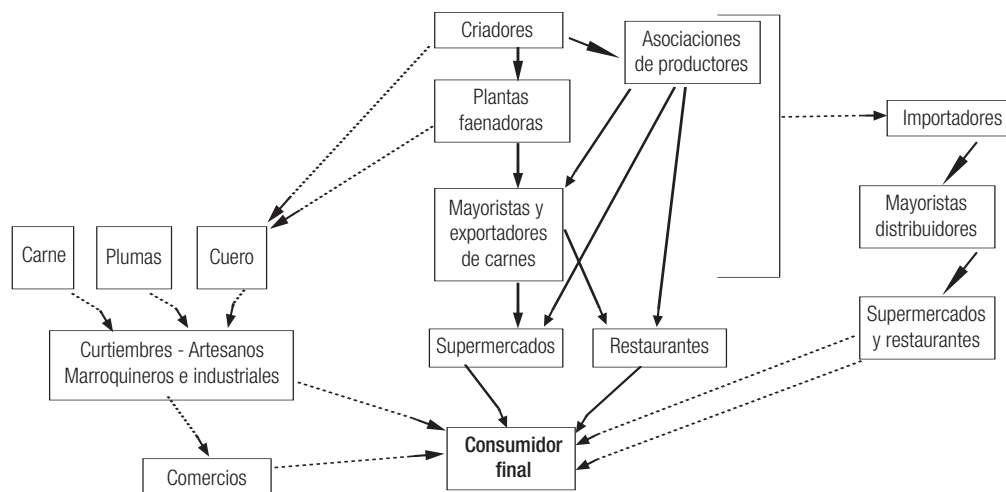 Criadores
Asociaciones
de productores
Plantas
faenadoras
Importadores
Mayoristas y
exportadores
de carnes
Mayoristas
distribuidores
Carne
Plumas
Cuero
Supermercados
y restaurantes
Curtiembres - Artesanos
Marroquineros e industriales
Supermercados
Restaurantes
Consumidor
final
Comercios